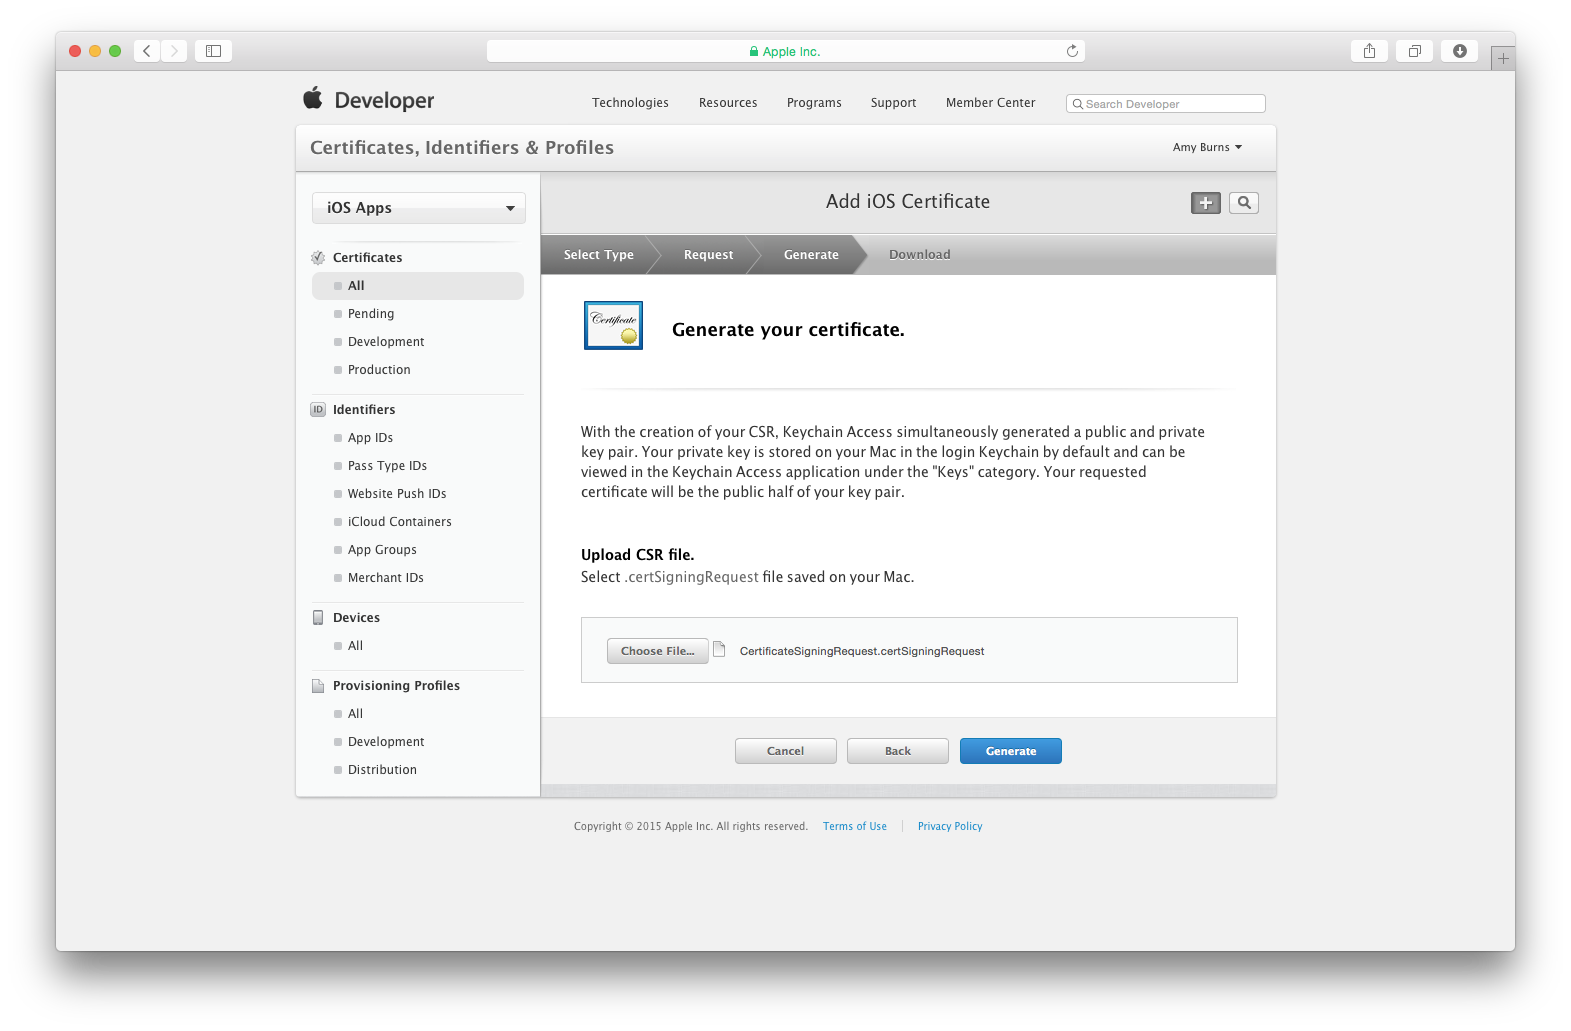 Apple Inc.
Developer
Technologies Resources Programs Support Member Center Search Developer
Certificates, Identifiers & Profiles
Amy Burns
iOS Apps
Certificates
All
Pending
Development
Production
ID Identifiers
App IDs
Pass Type IDs
Website Push IDs
iCloud Containers
App Groups
Merchant IDs
Devices
All
Provisioning Profiles
All
Development
Distribution
Add iOS Certificate
Select Type Request Generate Download
Certificate
Generate your certificate.
With the creation of your CSR, Keychain Access simultaneously generated a public and private
key pair. Your private key is stored on your Mac in the login Keychain by default and can be
viewed in the Keychain Access application under the "Keys" category. Your requested
certificate will be the public half of your key pair.
Upload CSR file.
Select .certSigningRequest file saved on your Mac.
Choose File... CertificateSigningRequest.certSigningRequest
Cancel Back Generate
Copyright © 2015 Apple Inc. All rights reserved. Terms of Use Privacy Policy